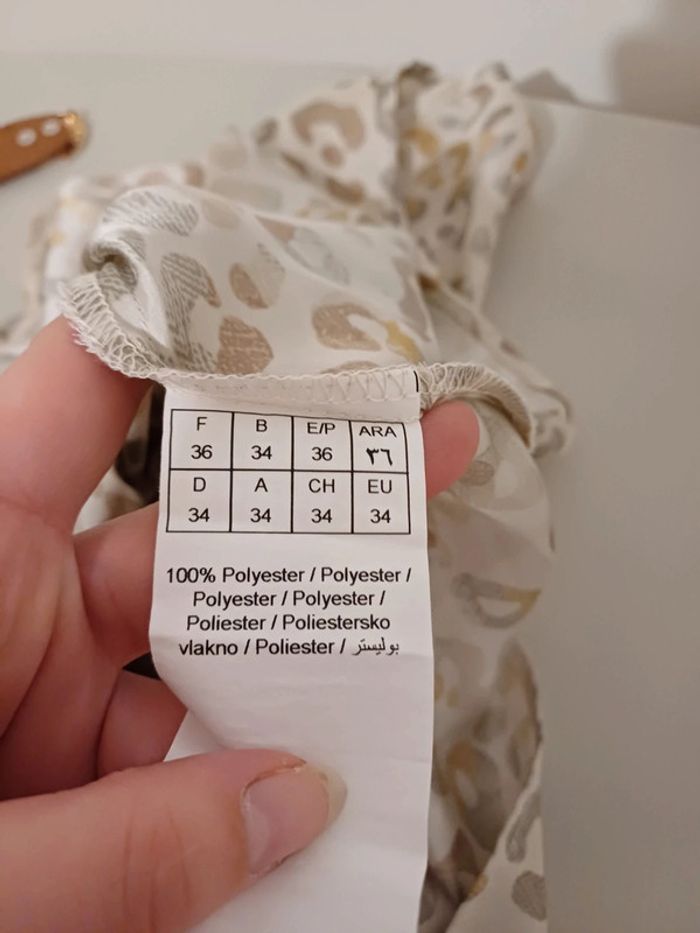 F B E/P ARA
36 34 36 ٣٦
D A CH EU
34 34 34 34
100% Polyester / Polyester /
Polyester / Polyester /
Poliester / Poliestersko
vlakno / Poliester / بوليستر